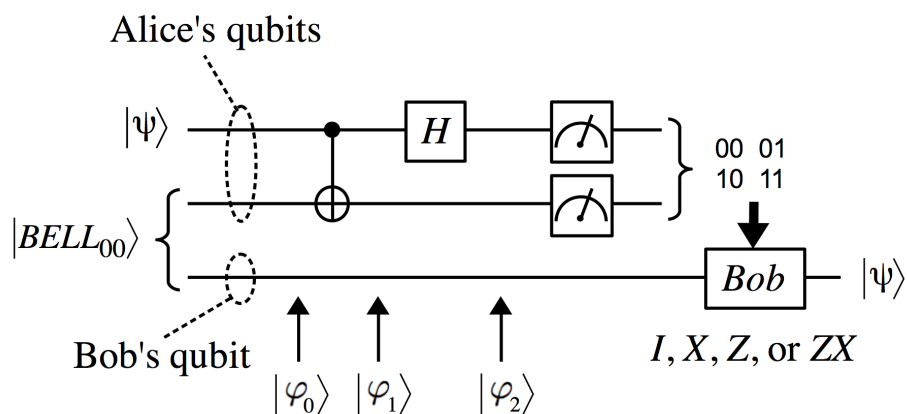 Alice's qubits
|ψ⟩
H
00 01
10 11
|BELL₀₀⟩
Bob
|ψ⟩
Bob's qubit
I, X, Z, or ZX
|φ₀⟩ |φ₁⟩ |φ₂⟩